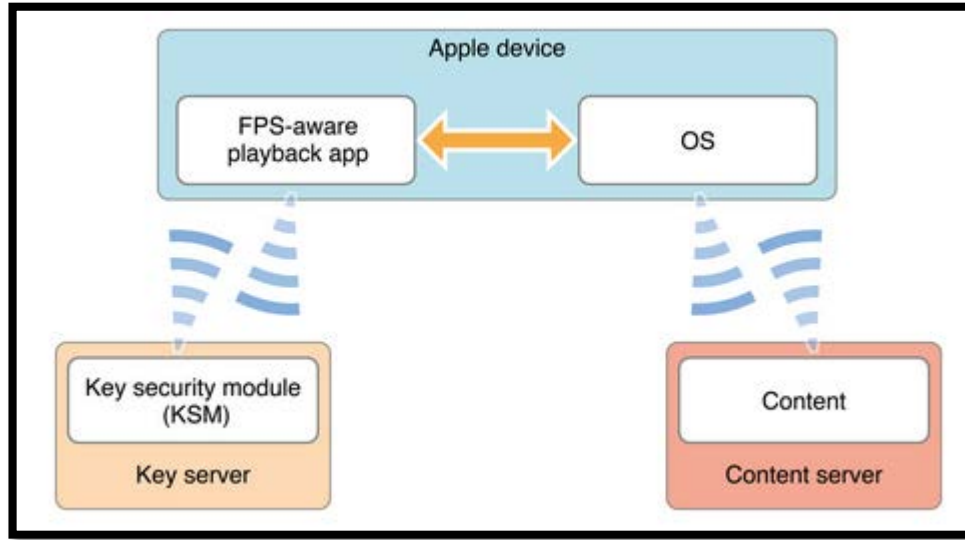 Apple device
FPS-aware
playback app
OS
Key security module
(KSM)
Key server
Content
Content server